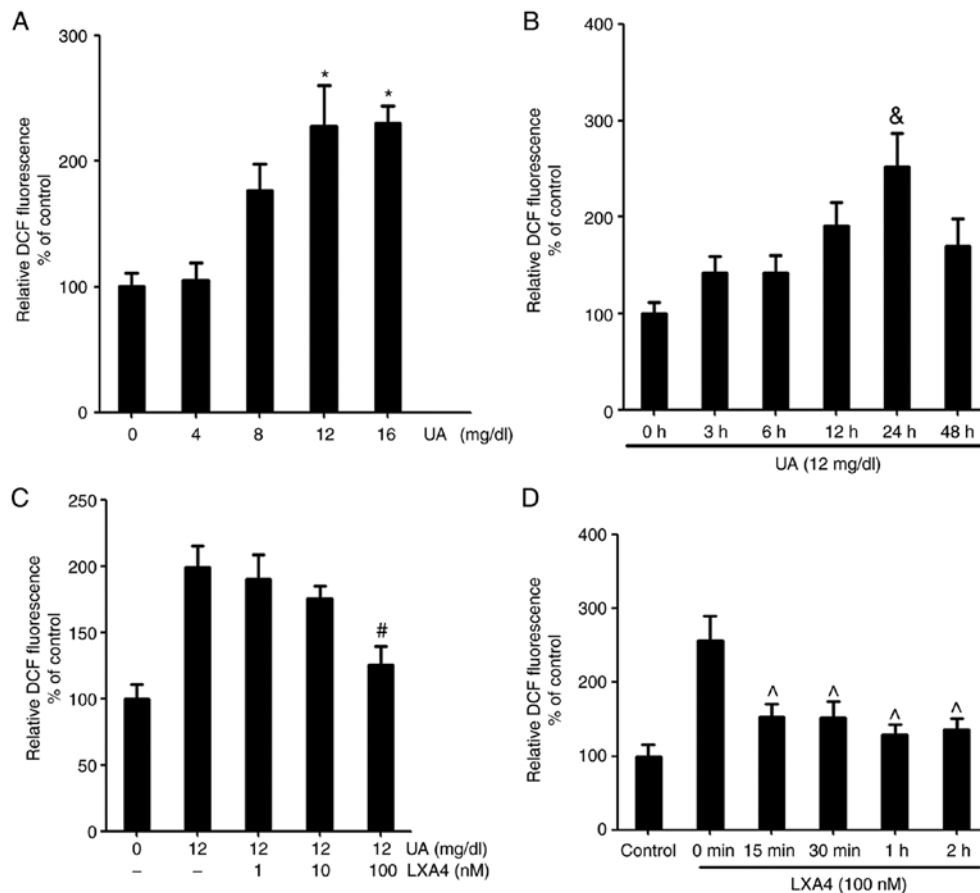 A
Relative DCF fluorescence
% of control
300
200
100
0
*
*
0 4 8 12 16 UA (mg/dl)
B
Relative DCF fluorescence
% of control
400
300
200
100
0
&
0 h 3 h 6 h 12 h 24 h 48 h
UA (12 mg/dl)
C
Relative DCF fluorescence
% of control
250
200
150
100
50
0
#
0 12 12 12 12 UA (mg/dl)
– – 1 10 100 LXA4 (nM)
D
Relative DCF fluorescence
% of control
400
300
200
100
0
^ ^ ^ ^
Control 0 min 15 min 30 min 1 h 2 h
LXA4 (100 nM)